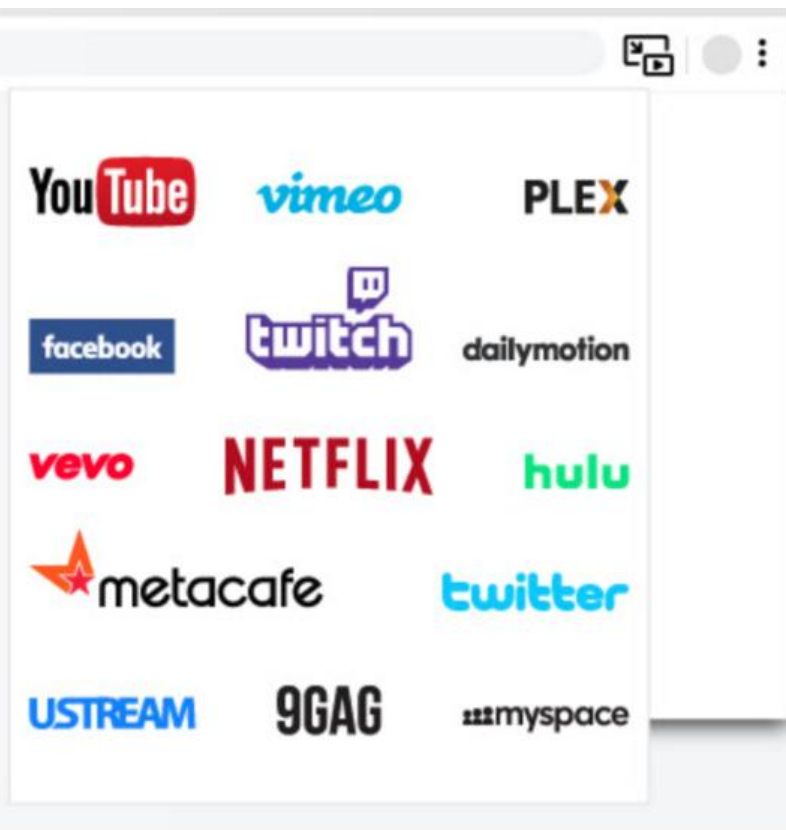 YouTube vimeo PLEX
facebook twitch dailymotion
vevo NETFLIX hulu
metacafe twitter
USTREAM 9GAG myspace